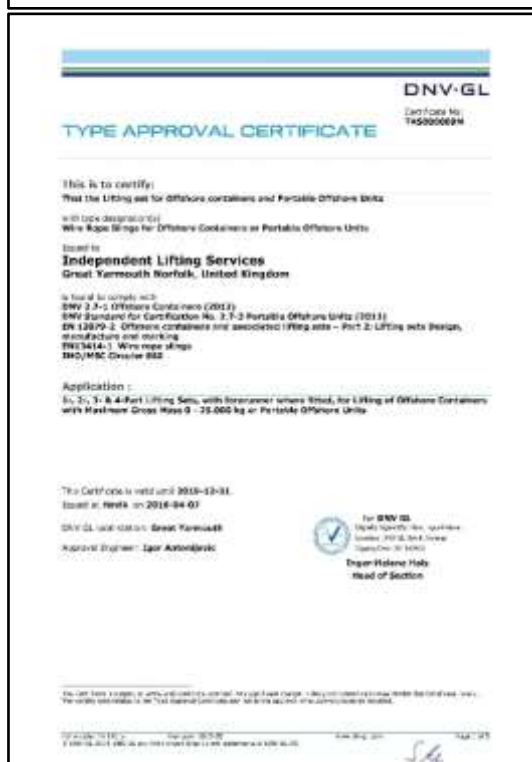 DNV·GL
Certificate No:
TYPE APPROVAL CERTIFICATE
This is to certify:
That the Lifting set for Offshore containers and Portable Offshore Units
with type designation(s)
Wire Rope Slings for Offshore Containers or Portable Offshore Units
Issued to
Independent Lifting Services
Great Yarmouth Norfolk, United Kingdom
is found to comply with
DNV 2.7-1 Offshore Containers (2013)
DNV Standard for Certification No. 2.7-3 Portable Offshore Units (2011)
EN 12079-2 Offshore containers and associated lifting sets – Part 2: Lifting sets Design,
manufacture and marking
EN13414-1 Wire rope slings
IMO/MSC Circular 860
Application :
1-, 2-, 3- & 4-Part Lifting Sets, with forerunner where fitted, for Lifting of Offshore Containers
with Maximum Gross Mass 0 - 25.000 kg or Portable Offshore Units
This Certificate is valid until 2019-12-31
Issued at Høvik on 2016-04-07
DNV GL local station: Great Yarmouth
Approval Engineer: Igor Antonijevic
for DNV GL
Head of Section